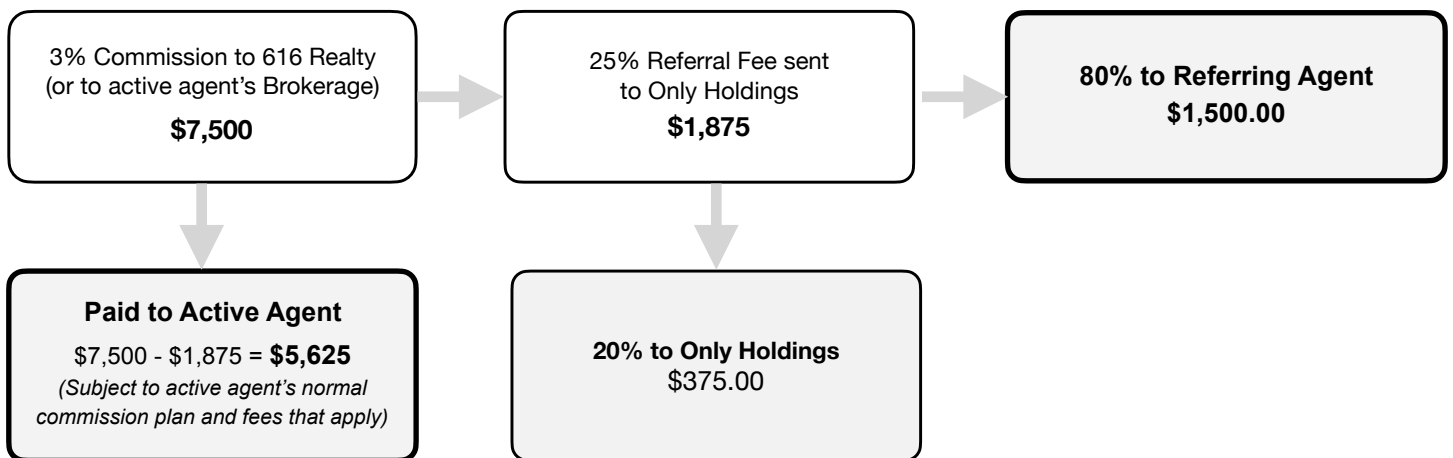 3% Commission to 616 Realty
(or to active agent's Brokerage)
$7,500
25% Referral Fee sent
to Only Holdings
$1,875
80% to Referring Agent
$1,500.00
Paid to Active Agent
$7,500 - $1,875 = $5,625
(Subject to active agent's normal
commission plan and fees that apply)
20% to Only Holdings
$375.00